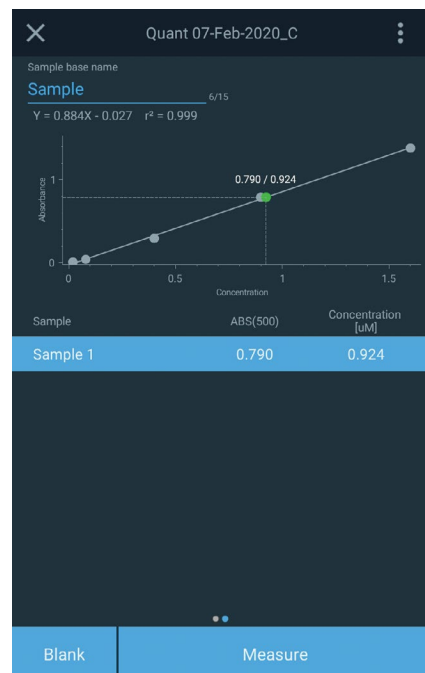 Quant 07-Feb-2020_C
Sample base name
Sample
6/15
Y = 0.884X - 0.027 r² = 0.999
0.790 / 0.924
1
Absorbance
0
0 0.5 1 1.5
Concentration
Sample ABS(500) Concentration
[uM]
Sample 1 0.790 0.924
Blank Measure